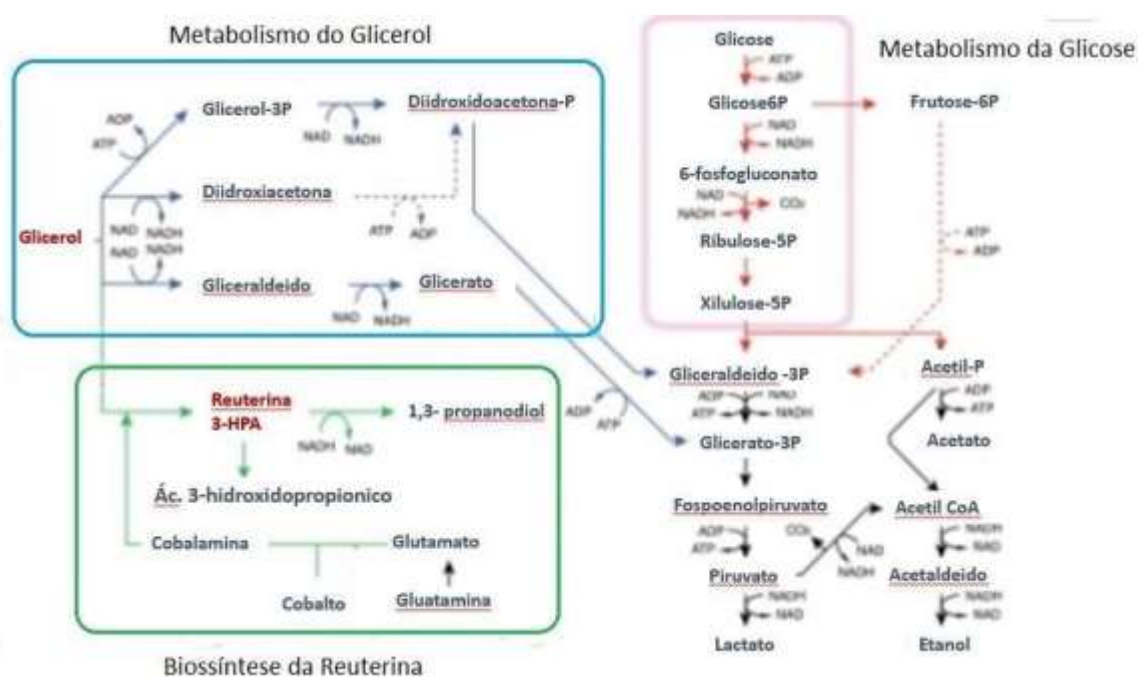 Metabolismo do Glicerol
Glicerol
ADP
ATP
Glicerol-3P
NAD
NADH
Diidroxidoacetona-P
NAD
NADH
Diidroxiacetona
ATP
ADP
NAD
NADH
Gliceraldeido
NAD
NADH
Glicerato
Reuterina
3-HPA
NADH
NAD
1,3- propanodiol
Ác. 3-hidroxidopropionico
Cobalamina
Glutamato
Cobalto
Gluatamina
Biossíntese da Reuterina
ADP
ATP
Metabolismo da Glicose
Glicose
ATP
ADP
Glicose6P
Frutose-6P
NAD
NADH
6-fosfogluconato
NAD
NADH
CO₂
Ribulose-5P
ATP
ADP
Xilulose-5P
Gliceraldeido -3P
Acetil-P
ADP
ATP
NAD
NADH
ADP
ATP
Glicerato-3P
Acetato
Fospoenolpiruvato
Acetil CoA
ADP
ATP
CO₂
NAD
NADH
NADH
NAD
Piruvato
Acetaldeido
NADH
NAD
NADH
NAD
Lactato
Etanol